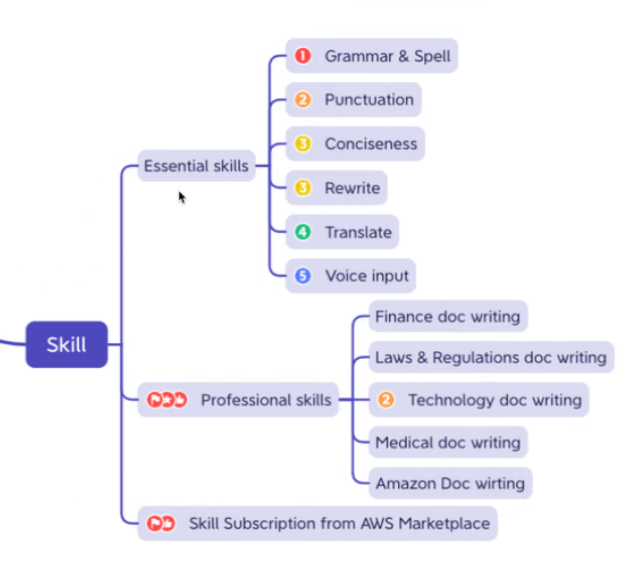 1 Grammar & Spell
2 Punctuation
3 Conciseness
Essential skills
3 Rewrite
4 Translate
5 Voice input
Skill
Finance doc writing
Laws & Regulations doc writing
Professional skills
2 Technology doc writing
Medical doc writing
Amazon Doc wirting
Skill Subscription from AWS Marketplace